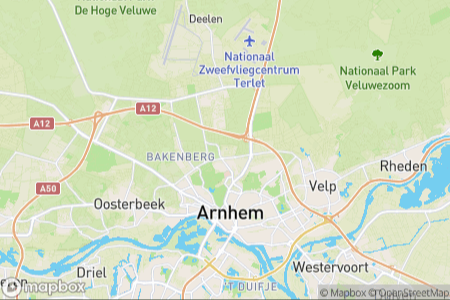 Deelen
De Hoge Veluwe
Nationaal
Zweefvliegcentrum
Terlet
Nationaal Park
Veluwezoom
A12
A12
BAKENBERG
Rheden
A50
Velp
Oosterbeek
Arnhem
Driel
Westervoort
T DUIFJE
mapbox
© Mapbox © OpenStreetMap